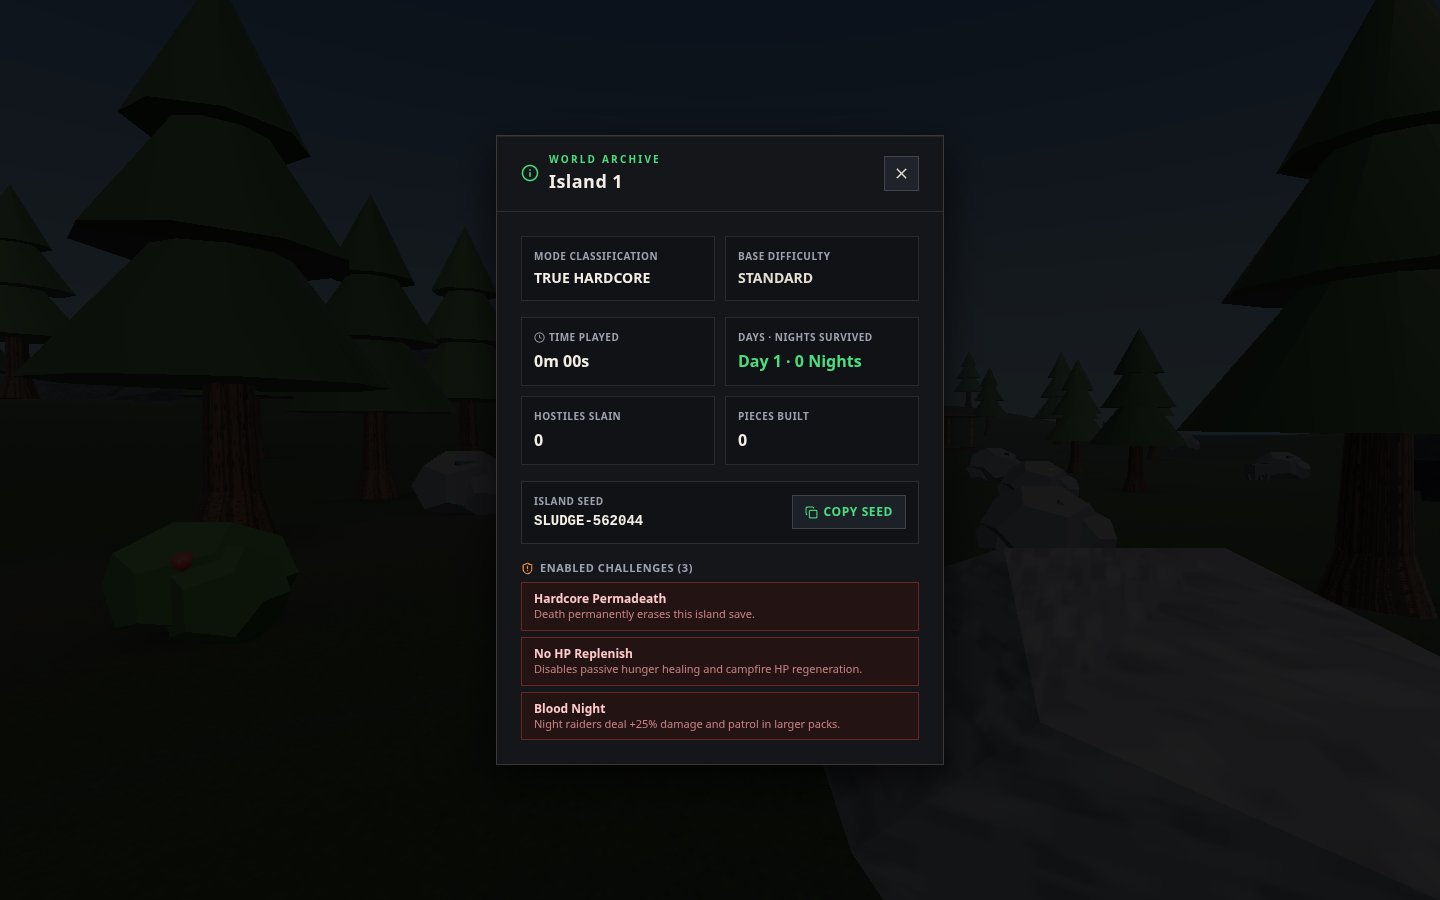 WORLD ARCHIVE
Island 1
MODE CLASSIFICATION
TRUE HARDCORE
BASE DIFFICULTY
STANDARD
TIME PLAYED
0m 00s
DAYS · NIGHTS SURVIVED
Day 1 · 0 Nights
HOSTILES SLAIN
0
PIECES BUILT
0
ISLAND SEED
SLUDGE-562044
COPY SEED
ENABLED CHALLENGES (3)
Hardcore Permadeath
Death permanently erases this island save.
No HP Replenish
Disables passive hunger healing and campfire HP regeneration.
Blood Night
Night raiders deal +25% damage and patrol in larger packs.